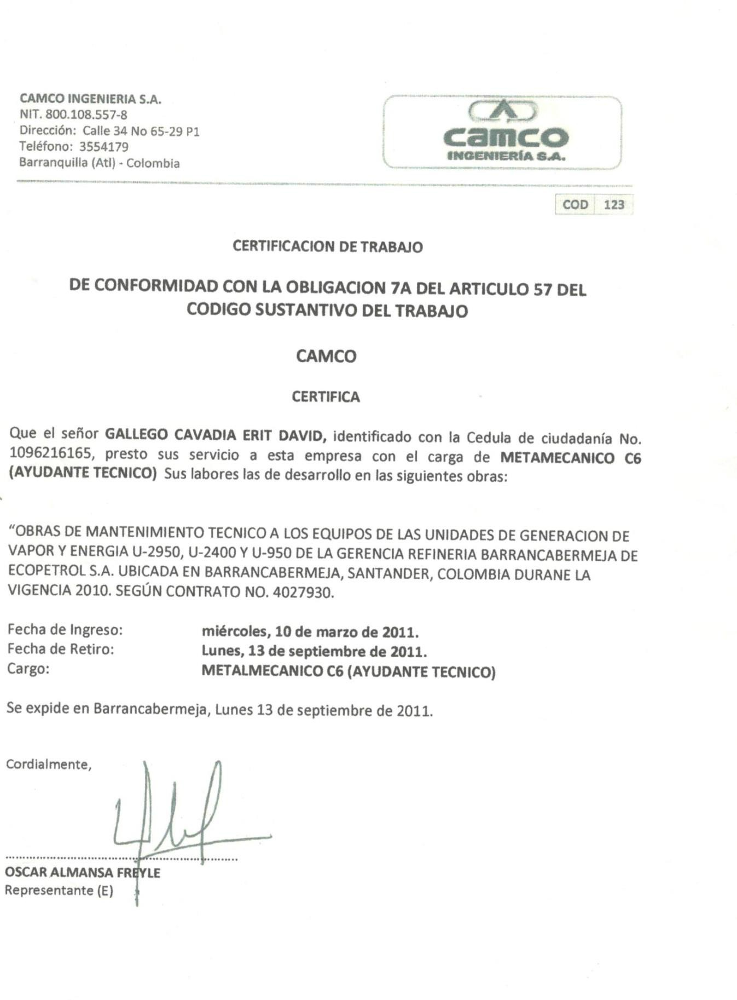 CAMCO INGENIERIA S.A.
NIT. 800.108.557-8
Dirección: Calle 34 No 65-29 P1
Teléfono: 3554179
Barranquilla (Atl) - Colombia
camco
INGENIERÍA S.A.
COD 123
CERTIFICACION DE TRABAJO
DE CONFORMIDAD CON LA OBLIGACION 7A DEL ARTICULO 57 DEL
CODIGO SUSTANTIVO DEL TRABAJO
CAMCO
CERTIFICA
Que el señor GALLEGO CAVADIA ERIT DAVID, identificado con la Cedula de ciudadanía No.
1096216165, presto sus servicio a esta empresa con el carga de METAMECANICO C6
(AYUDANTE TECNICO) Sus labores las de desarrollo en las siguientes obras:
“OBRAS DE MANTENIMIENTO TECNICO A LOS EQUIPOS DE LAS UNIDADES DE GENERACION DE
VAPOR Y ENERGIA U-2950, U-2400 Y U-950 DE LA GERENCIA REFINERIA BARRANCABERMEJA DE
ECOPETROL S.A. UBICADA EN BARRANCABERMEJA, SANTANDER, COLOMBIA DURANE LA
VIGENCIA 2010. SEGÚN CONTRATO NO. 4027930.
Fecha de Ingreso: miércoles, 10 de marzo de 2011.
Fecha de Retiro: Lunes, 13 de septiembre de 2011.
Cargo: METALMECANICO C6 (AYUDANTE TECNICO)
Se expide en Barrancabermeja, Lunes 13 de septiembre de 2011.
Cordialmente,
OSCAR ALMANSA FREYLE
Representante (E)